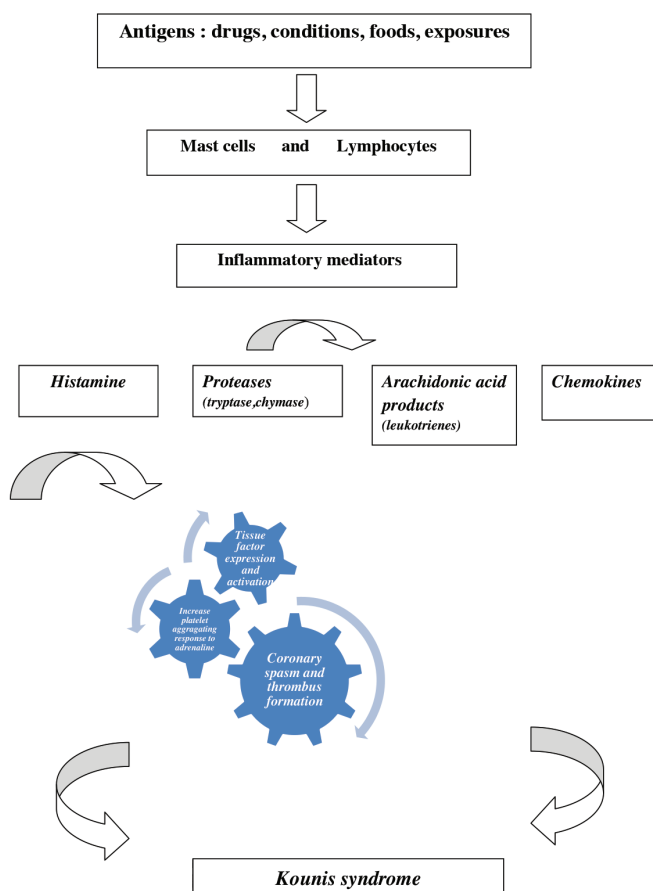 Antigens : drugs, conditions, foods, exposures
Mast cells and Lymphocytes
Inflammatory mediators
Histamine
Proteases
(tryptase,chymase)
Arachidonic acid
products
(leukotrienes)
Chemokines
Tissue
factor
expression
and
activation
Increase
platelet
aggragating
response to
adrenaline
Coronary
spasm and
thrombus
formation
Kounis syndrome